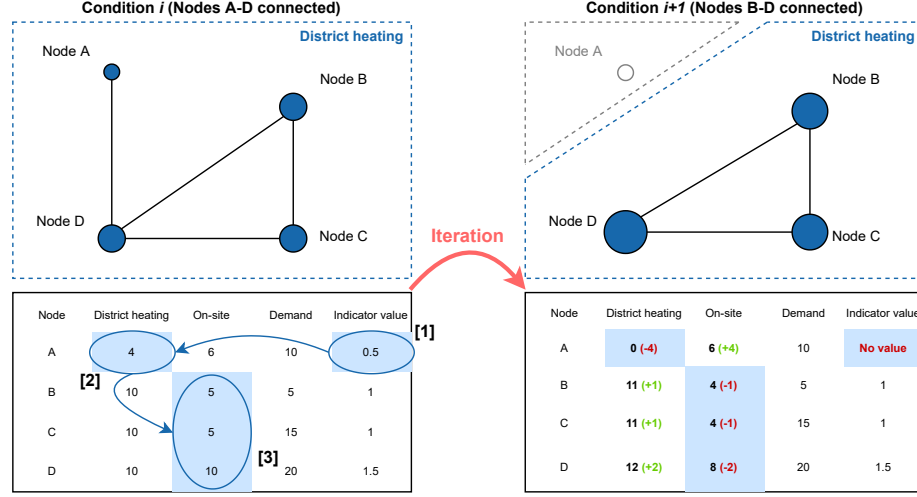 Condition i (Nodes A-D connected)
District heating
Node A
Node B
Node D
Node C
Iteration
Condition i+1 (Nodes B-D connected)
District heating
Node A
Node B
Node D
Node C
Node District heating On-site Demand Indicator value
A 4 6 10 0.5
B 10 5 5 1
C 10 5 15 1
D 10 10 20 1.5
[1]
[2]
[3]
Node District heating On-site Demand Indicator value
A 0 (-4) 6 (+4) 10 No value
B 11 (+1) 4 (-1) 5 1
C 11 (+1) 4 (-1) 15 1
D 12 (+2) 8 (-2) 20 1.5